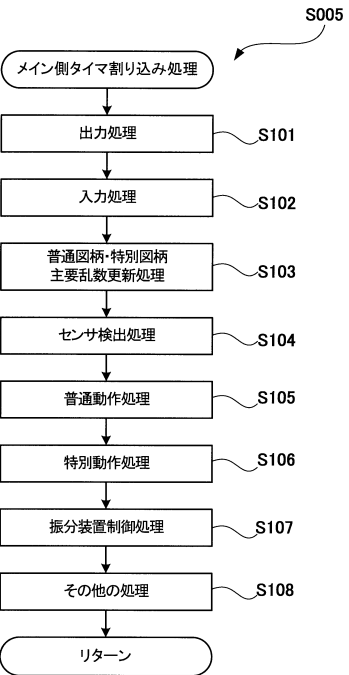 S005
メイン側タイマ割り込み処理
出力処理
S101
入力処理
S102
普通図柄・特別図柄
主要乱数更新処理
S103
センサ検出処理
S104
普通動作処理
S105
特別動作処理
S106
振分装置制御処理
S107
その他の処理
S108
リターン